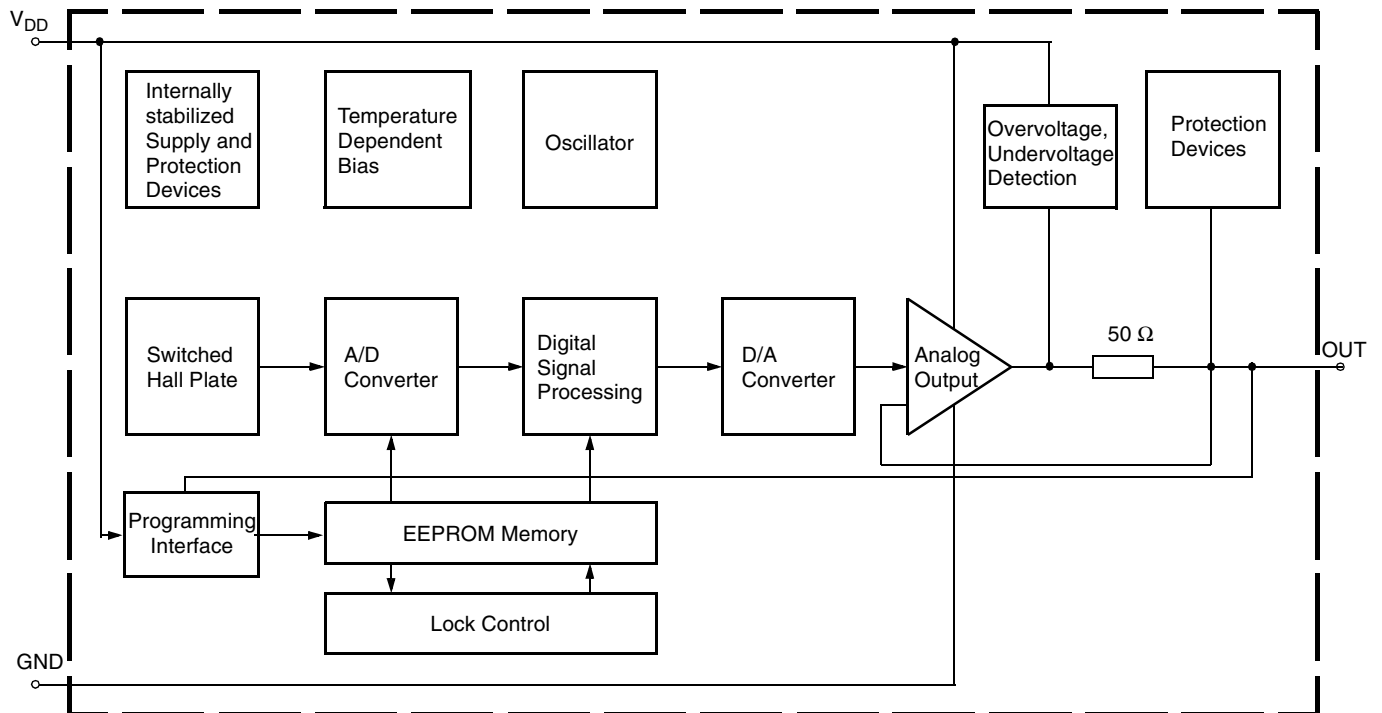 VDD
Internally
stabilized
Supply and
Protection
Devices
Temperature
Dependent
Bias
Oscillator
Overvoltage,
Undervoltage
Detection
Protection
Devices
Switched
Hall Plate
A/D
Converter
Digital
Signal
Processing
D/A
Converter
Analog
Output
50 Ω
OUT
Programming
Interface
EEPROM Memory
Lock Control
GND